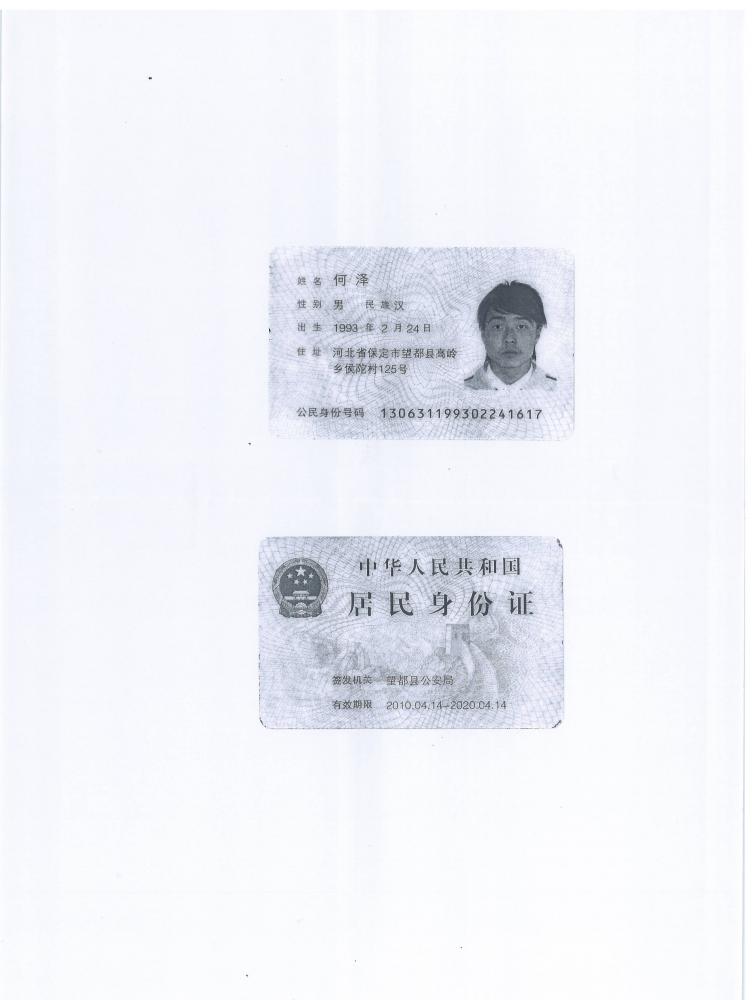 姓名 何泽
性别 男 民族 汉
出生 1993 年 2 月 24 日
住址 河北省保定市望都县高岭
乡侯陀村125号
公民身份号码 130631199302241617
中华人民共和国
居民身份证
签发机关 望都县公安局
有效期限 2010.04.14-2020.04.14